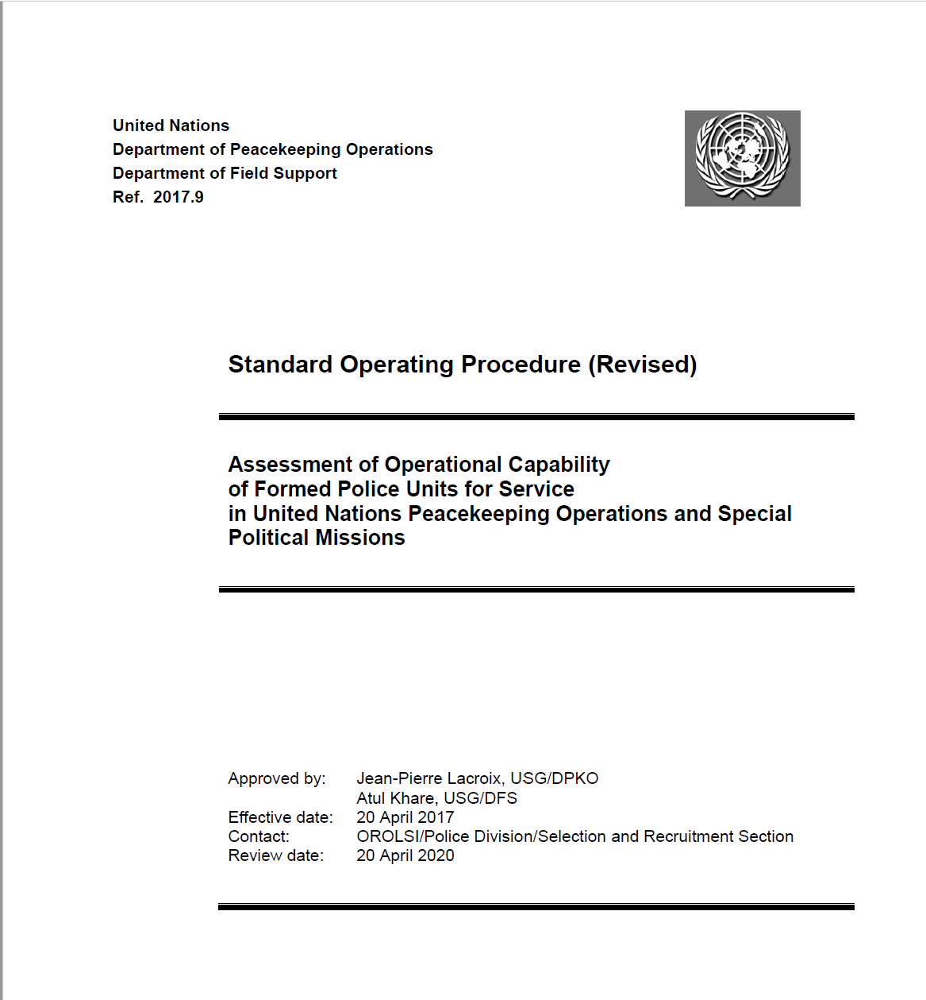 United Nations
Department of Peacekeeping Operations
Department of Field Support
Ref.  2017.9
Standard Operating Procedure (Revised)
Assessment of Operational Capability
of Formed Police Units for Service
in United Nations Peacekeeping Operations and Special
Political Missions
Approved by: Jean-Pierre Lacroix, USG/DPKO
Atul Khare, USG/DFS
Effective date: 20 April 2017
Contact: OROLSI/Police Division/Selection and Recruitment Section
Review date: 20 April 2020